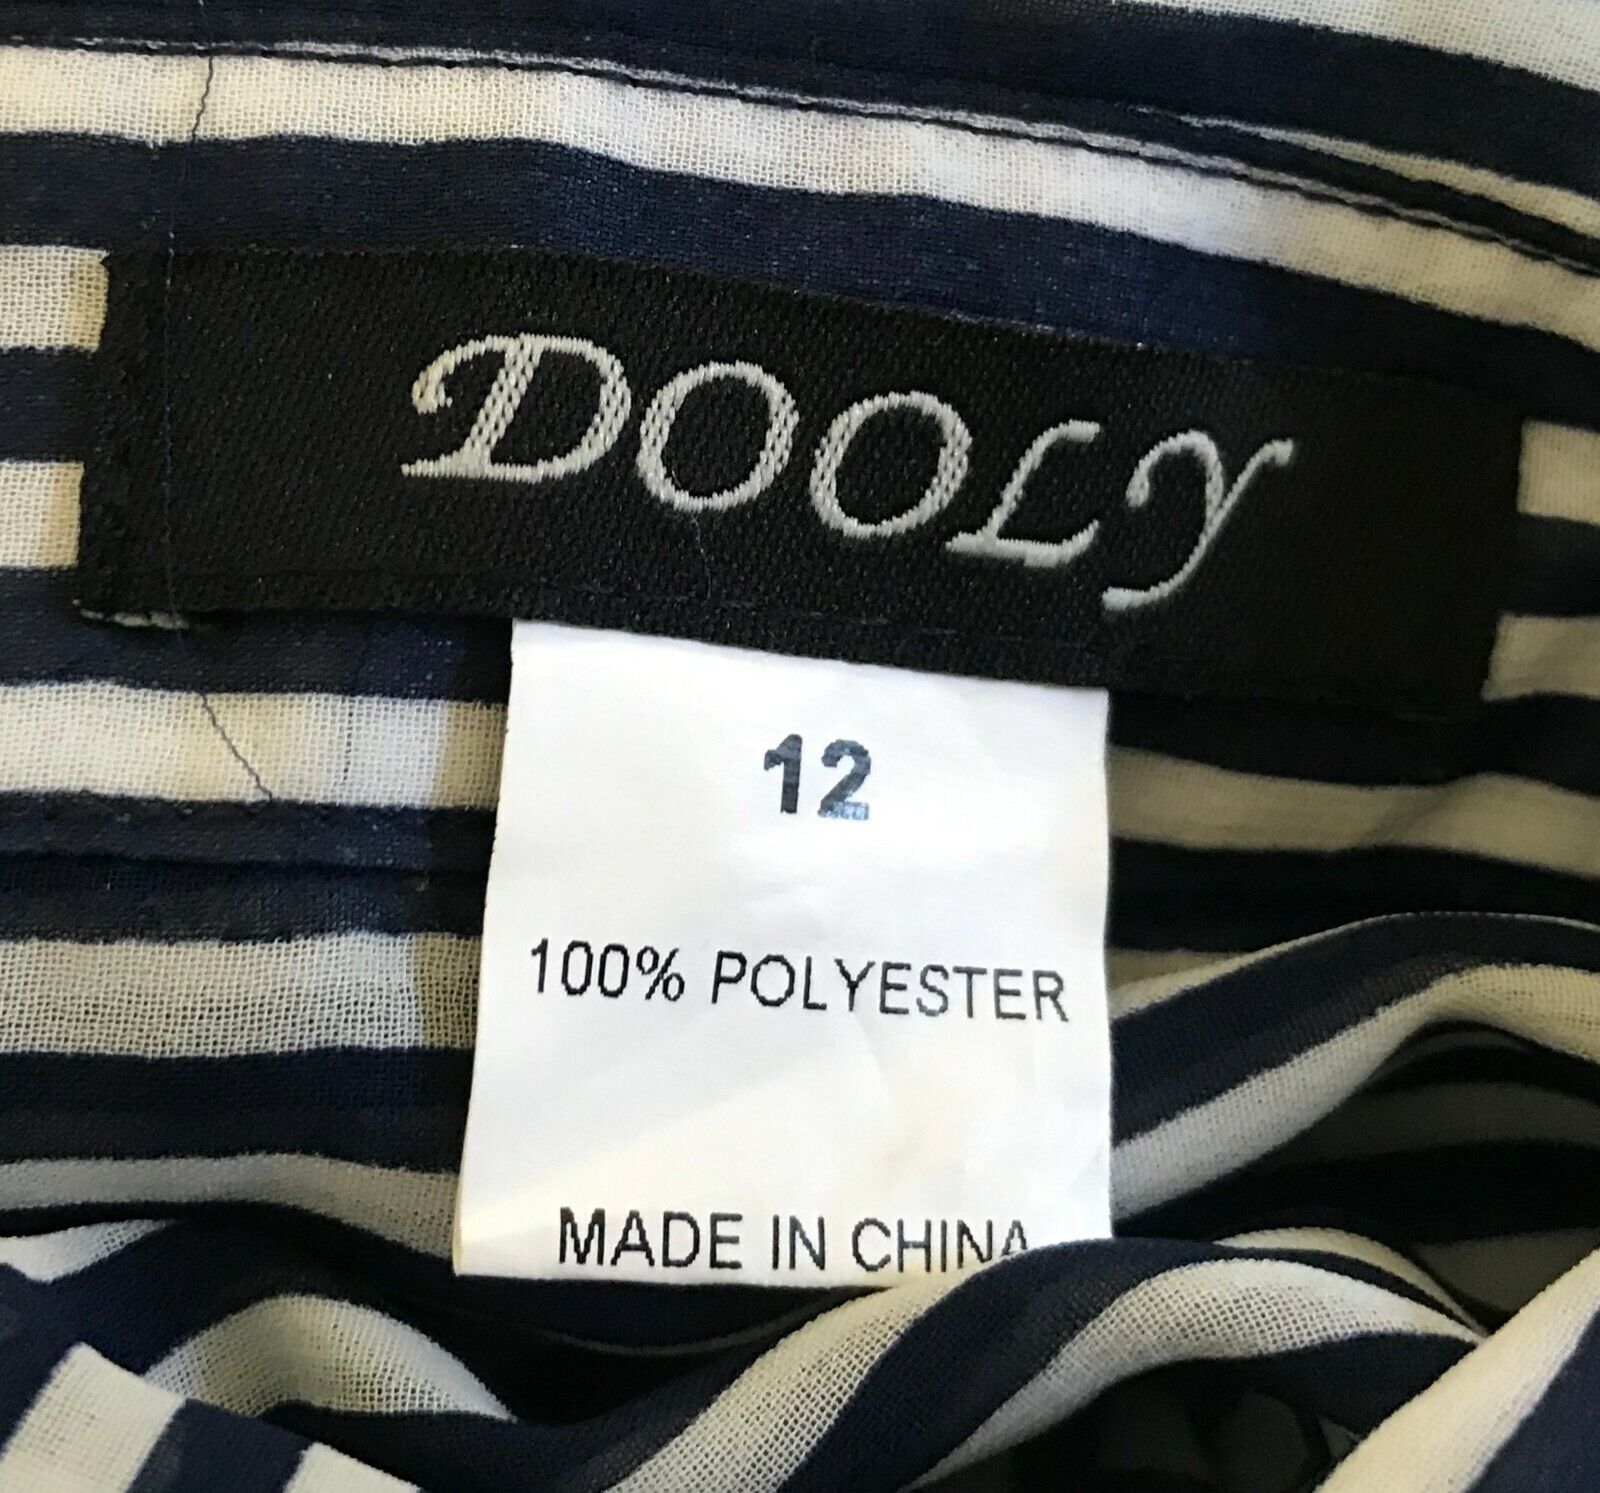 DOOLY
12
100% POLYESTER
MADE IN CHINA